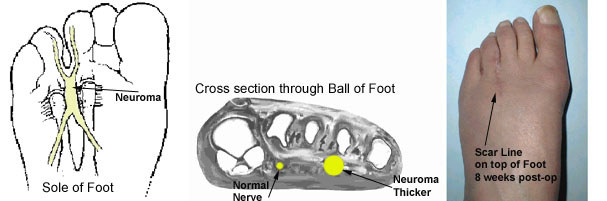 Neuroma
Sole of Foot
Cross section through Ball of Foot
Normal
Nerve
Neuroma
Thicker
Scar Line
on top of Foot
8 weeks post-op